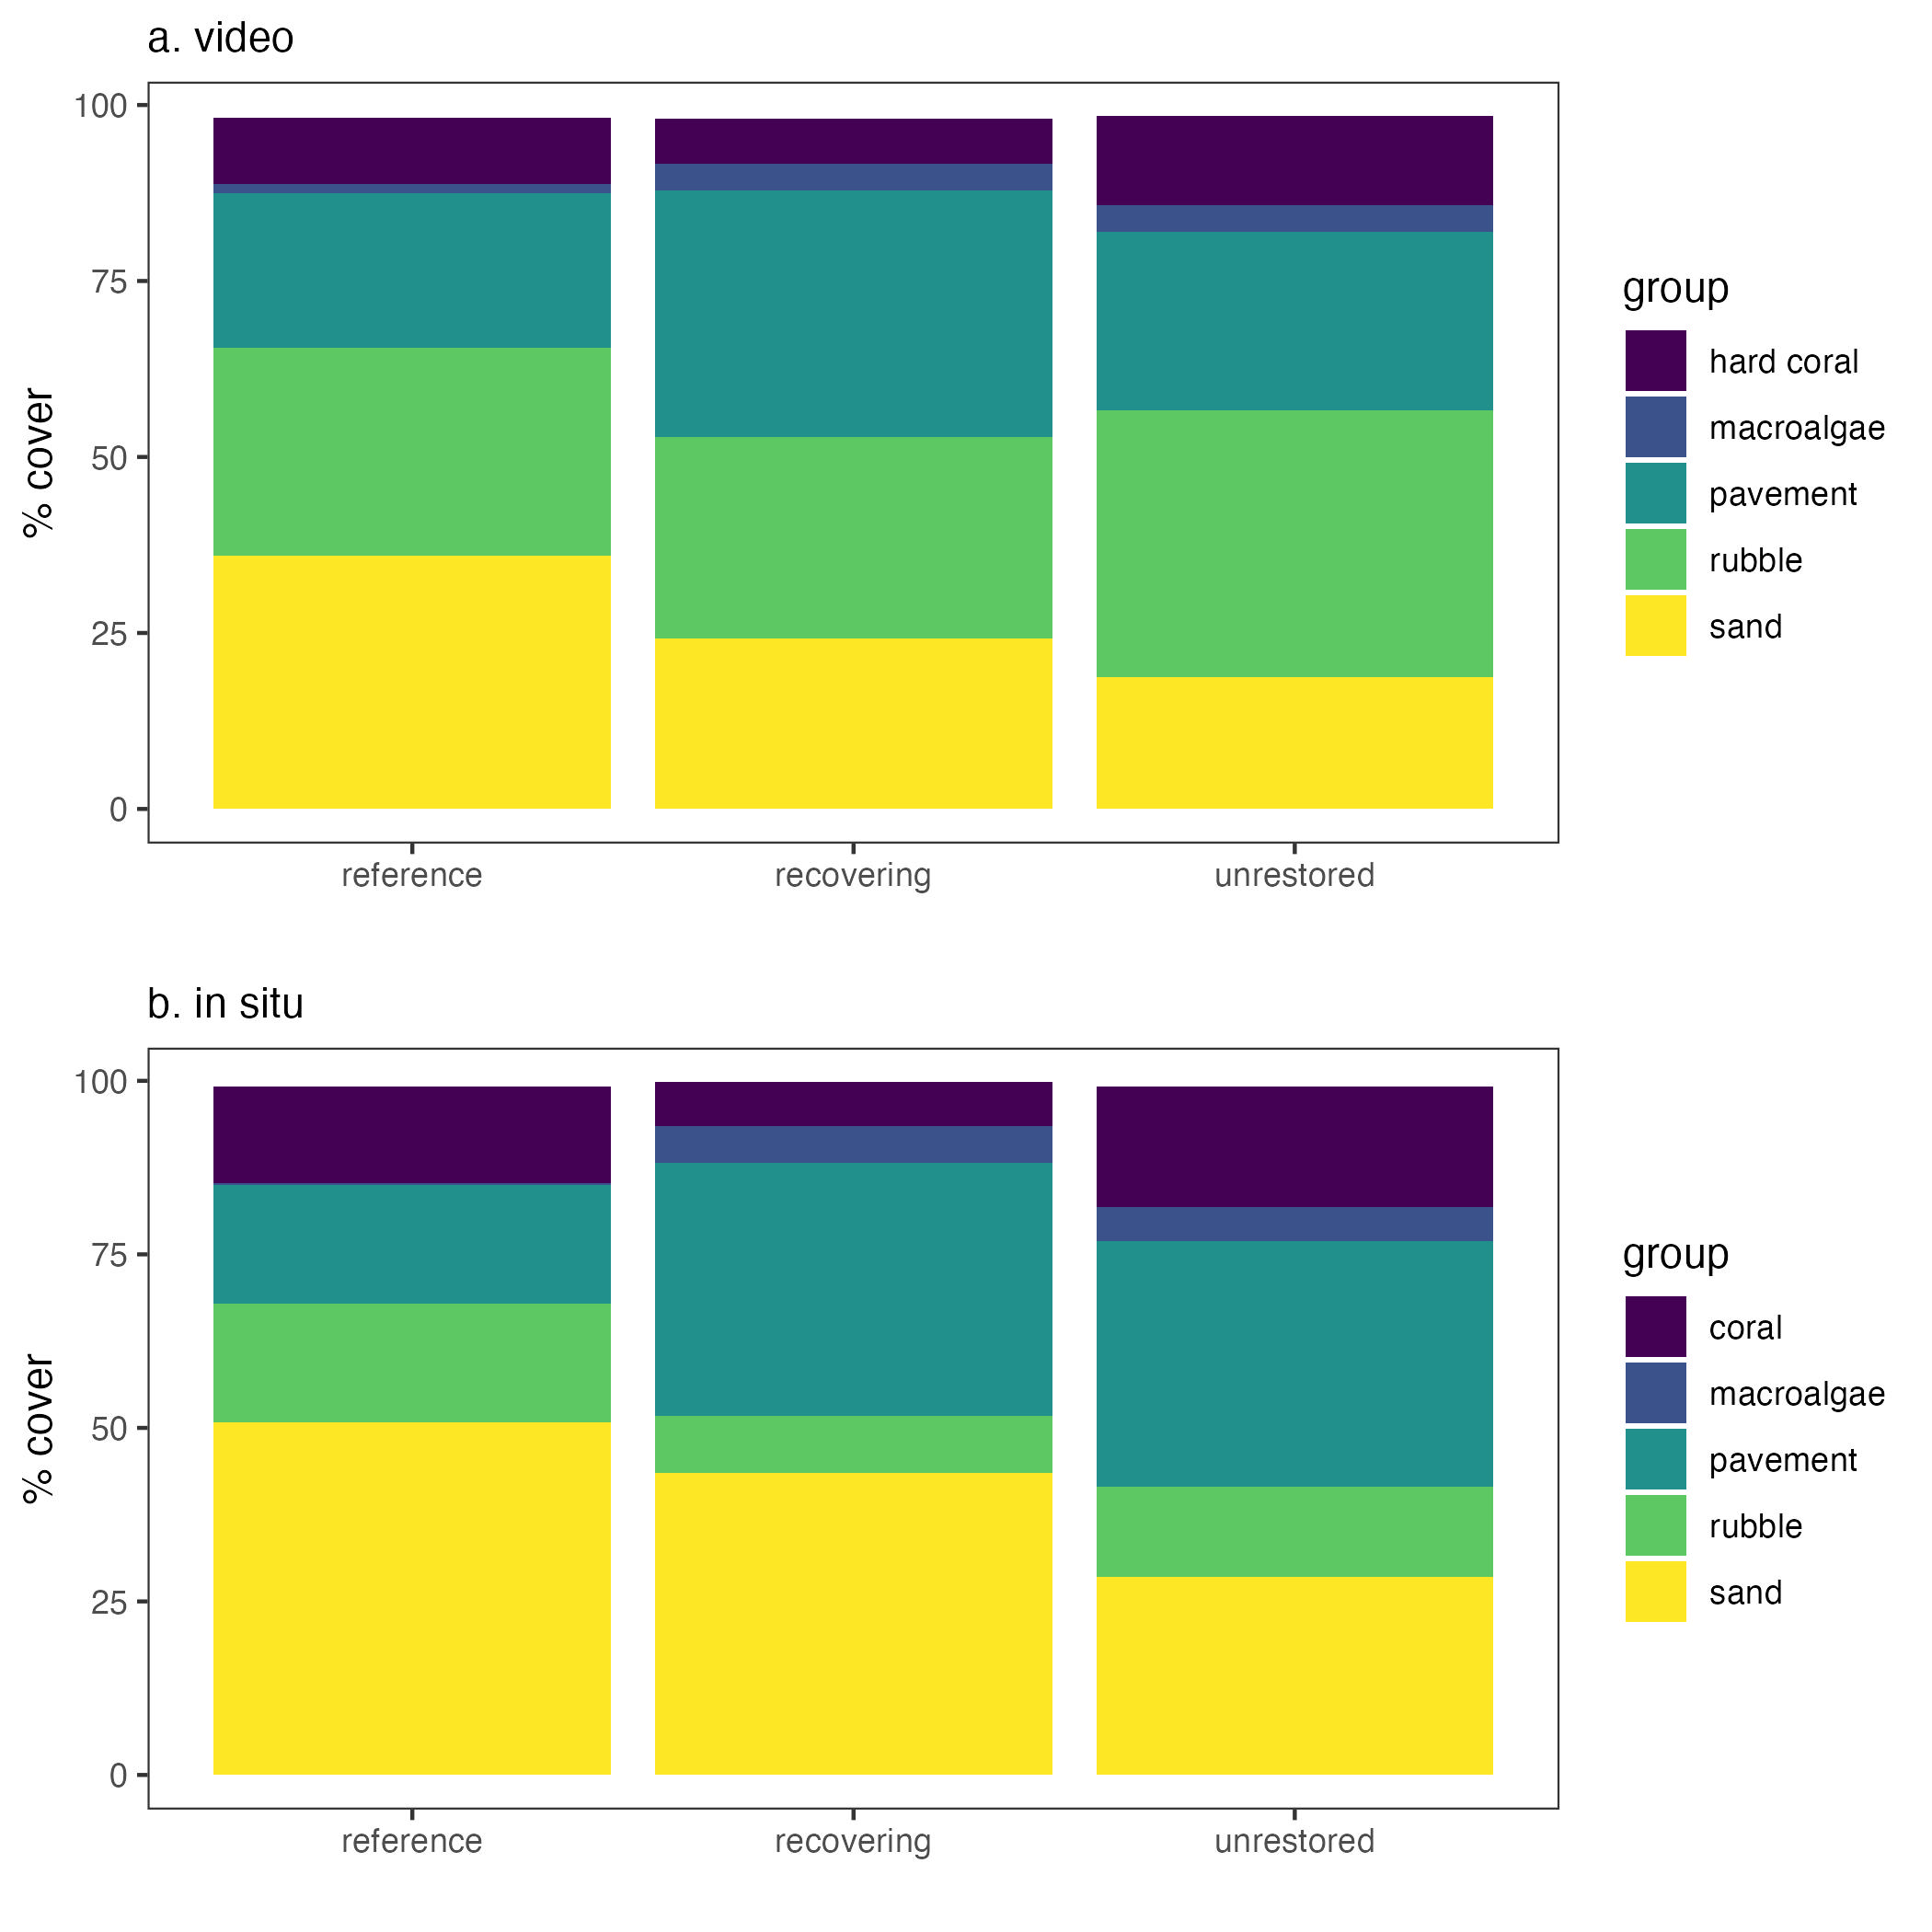 a. video
100
75
50
25
0
% cover
reference recovering unrestored
group
hard coral
macroalgae
pavement
rubble
sand
b. in situ
100
75
50
25
0
% cover
reference recovering unrestored
group
coral
macroalgae
pavement
rubble
sand